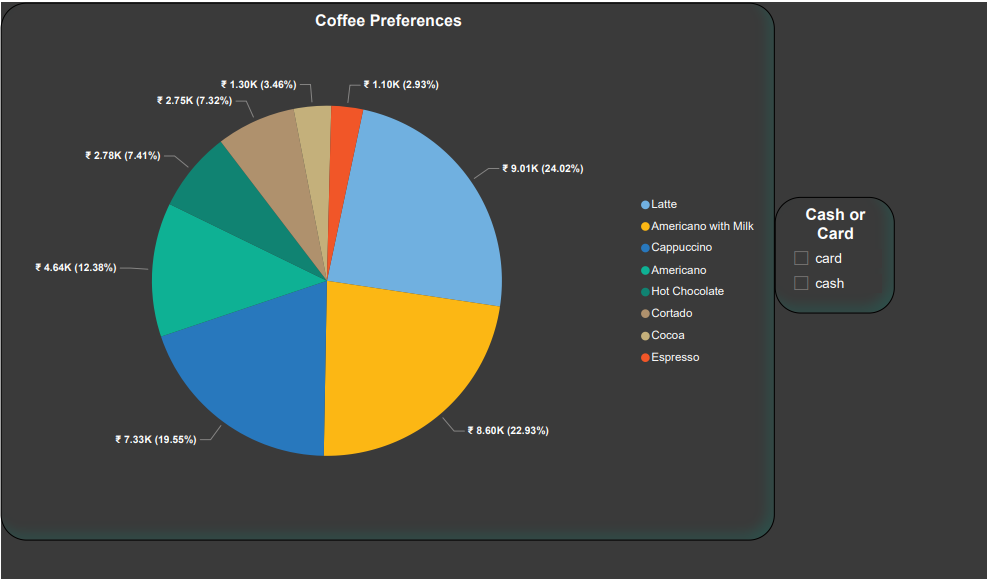 Coffee Preferences
₹ 1.30K (3.46%)
₹ 1.10K (2.93%)
₹ 2.75K (7.32%)
₹ 2.78K (7.41%)
₹ 9.01K (24.02%)
₹ 4.64K (12.38%)
₹ 7.33K (19.55%)
₹ 8.60K (22.93%)
Latte
Americano with Milk
Cappuccino
Americano
Hot Chocolate
Cortado
Cocoa
Espresso
Cash or
Card
card
cash